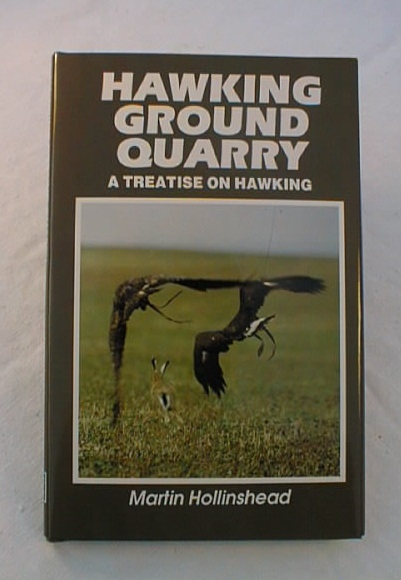 HAWKING
GROUND
QUARRY
A TREATISE ON HAWKING
Martin Hollinshead